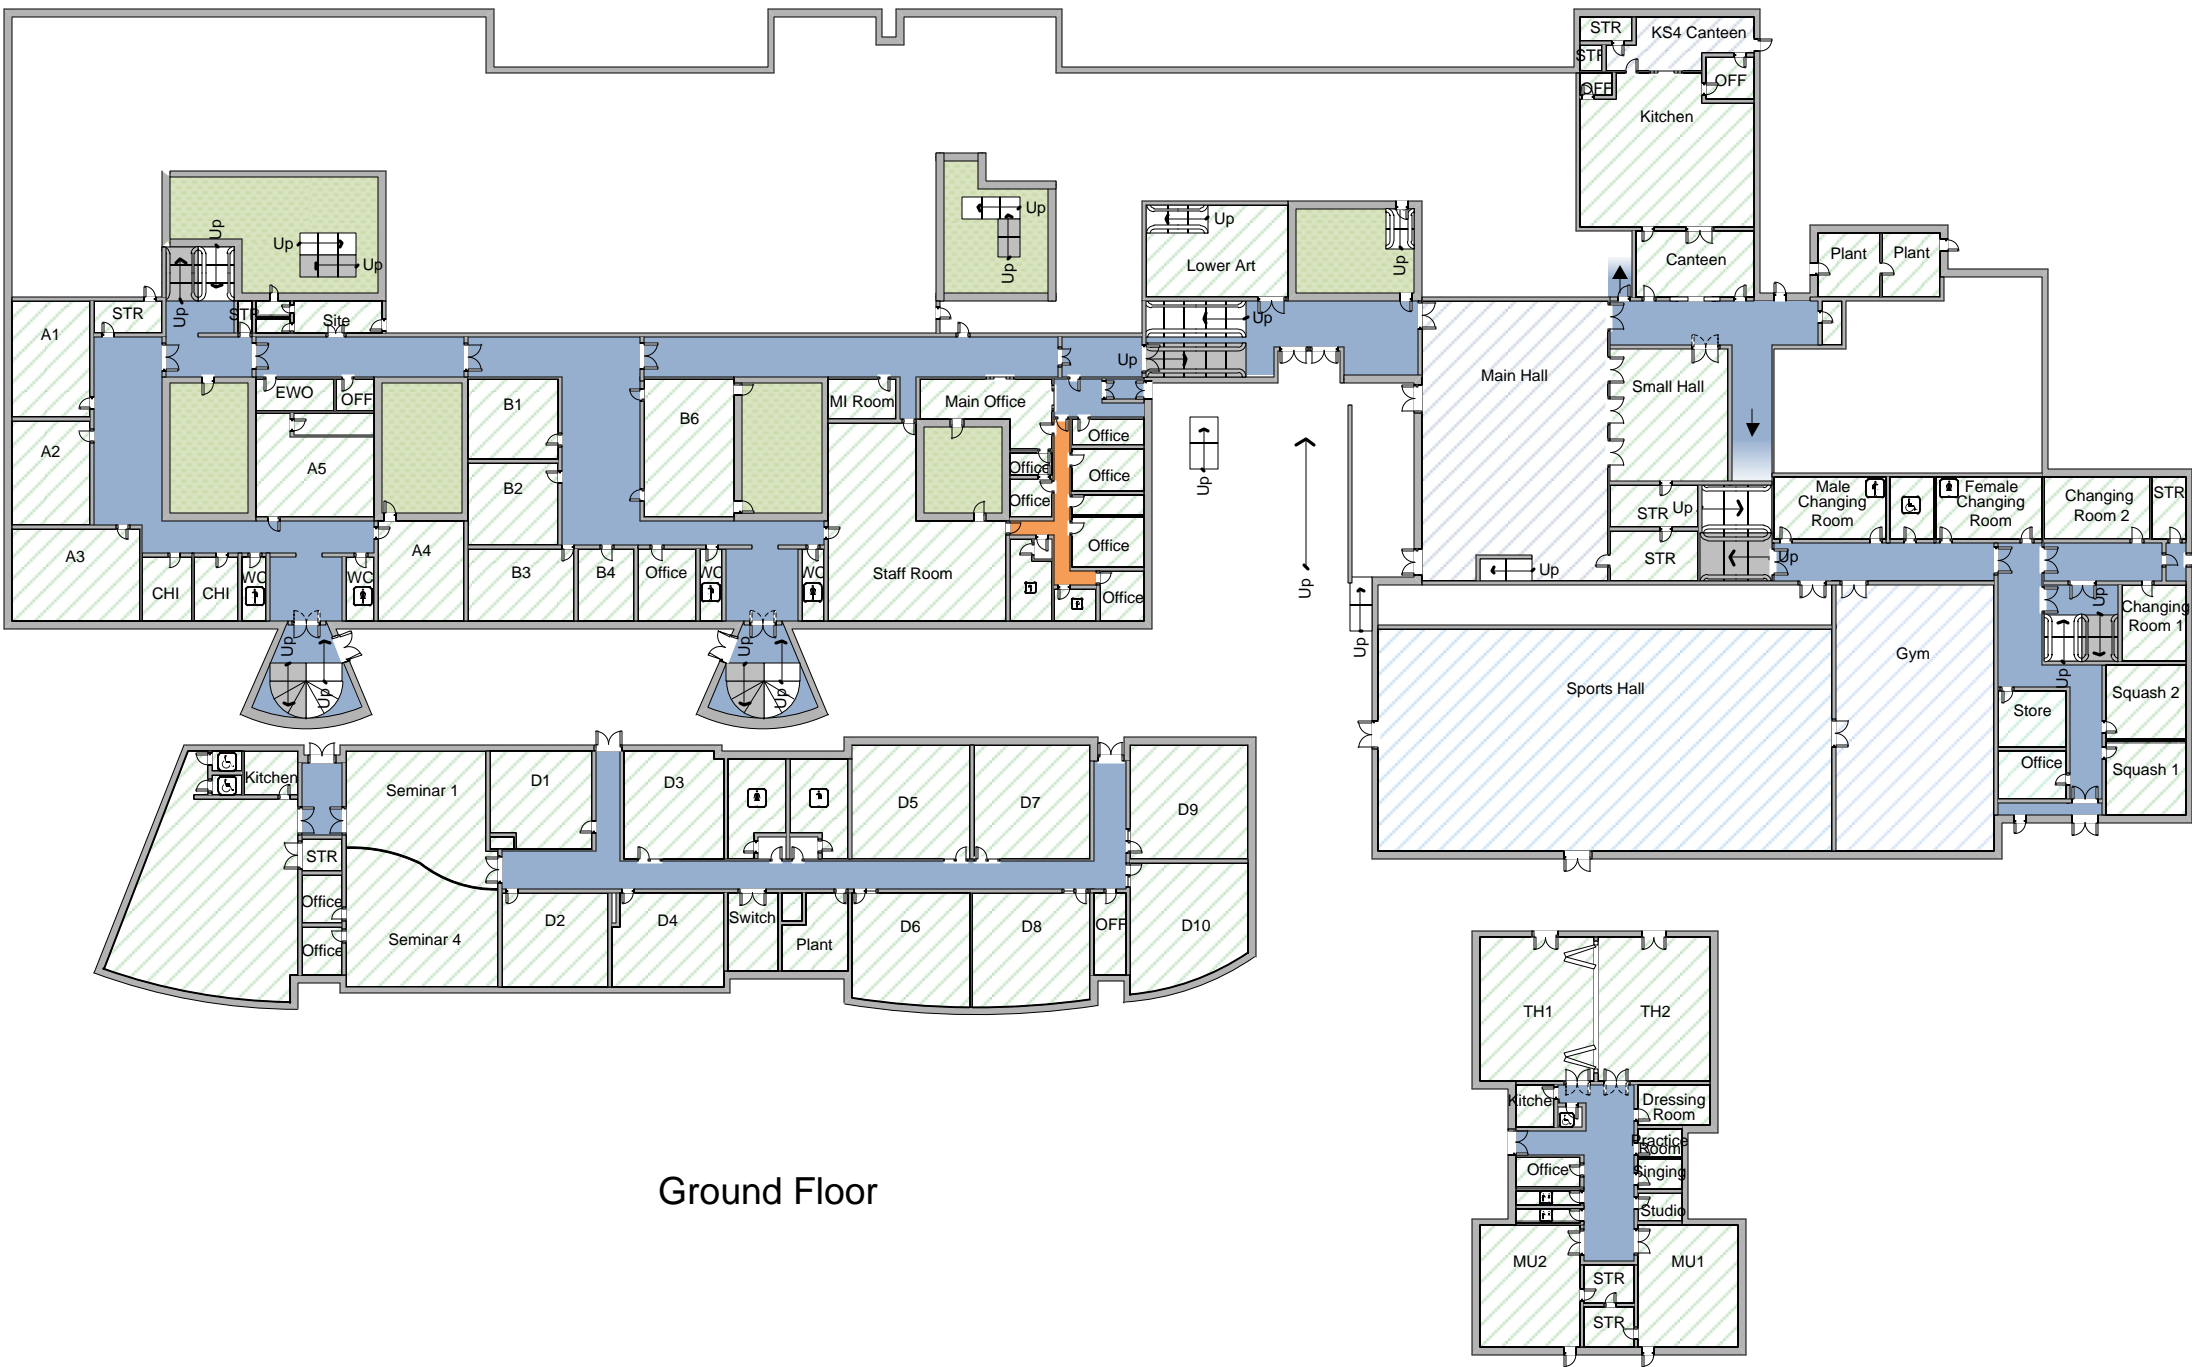 STR
KS4 Canteen
STR
OFF
OFF
Kitchen
Up
Up
Up
Up
Up
Up
Up
Up
Lower Art
Up
Canteen
Plant
Plant
A1
STR
Up
STR
Site
Up
Up
Main Hall
Small Hall
EWO
OFF
B1
B6
MI Room
Main Office
A2
A5
B2
Office
Office
Office
Office
Office
Office
Up
Up
STR
Up
STR
Male
Changing
Room
Female
Changing
Room
Changing
Room 2
STR
A3
CHI
CHI
WC
WC
A4
B3
B4
Office
WC
WC
Staff Room
Up
Up
Up
Changing
Room 1
Up
Up
Up
Up
Up
Up
Up
Sports Hall
Gym
Squash 2
Store
Office
Squash 1
Kitchen
Seminar 1
D1
D3
D5
D7
D9
STR
Office
Office
Seminar 4
D2
D4
Switch
Plant
D6
D8
OFF
D10
TH1
TH2
Kitche
Dressing
Room
Practice
Room
Office
Singing
Studio
MU2
MU1
STR
STR
Ground Floor